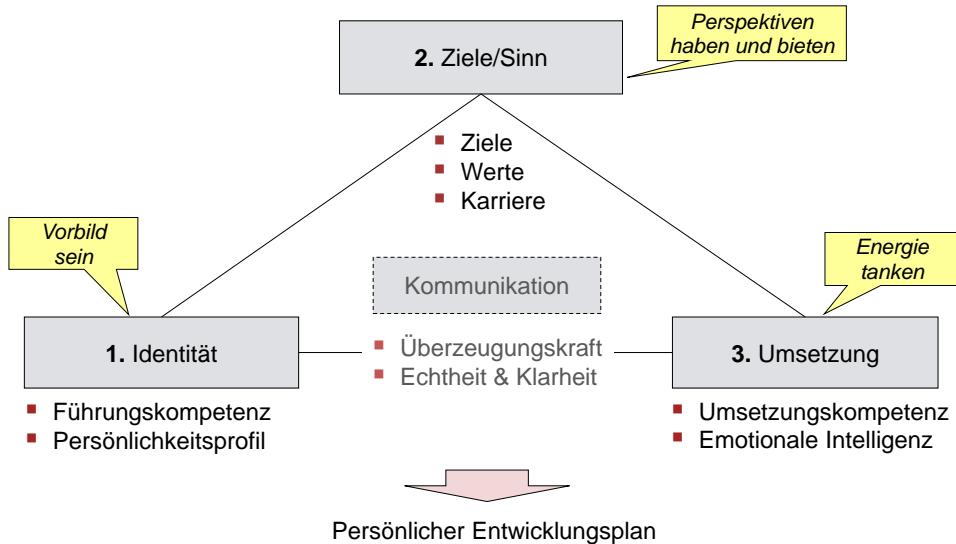 Perspektiven
haben und bieten
2. Ziele/Sinn
Ziele
Werte
Karriere
Vorbild
sein
Energie
tanken
Kommunikation
1. Identität
Überzeugungskraft
Echtheit & Klarheit
3. Umsetzung
Führungskompetenz
Persönlichkeitsprofil
Umsetzungskompetenz
Emotionale Intelligenz
Persönlicher Entwicklungsplan